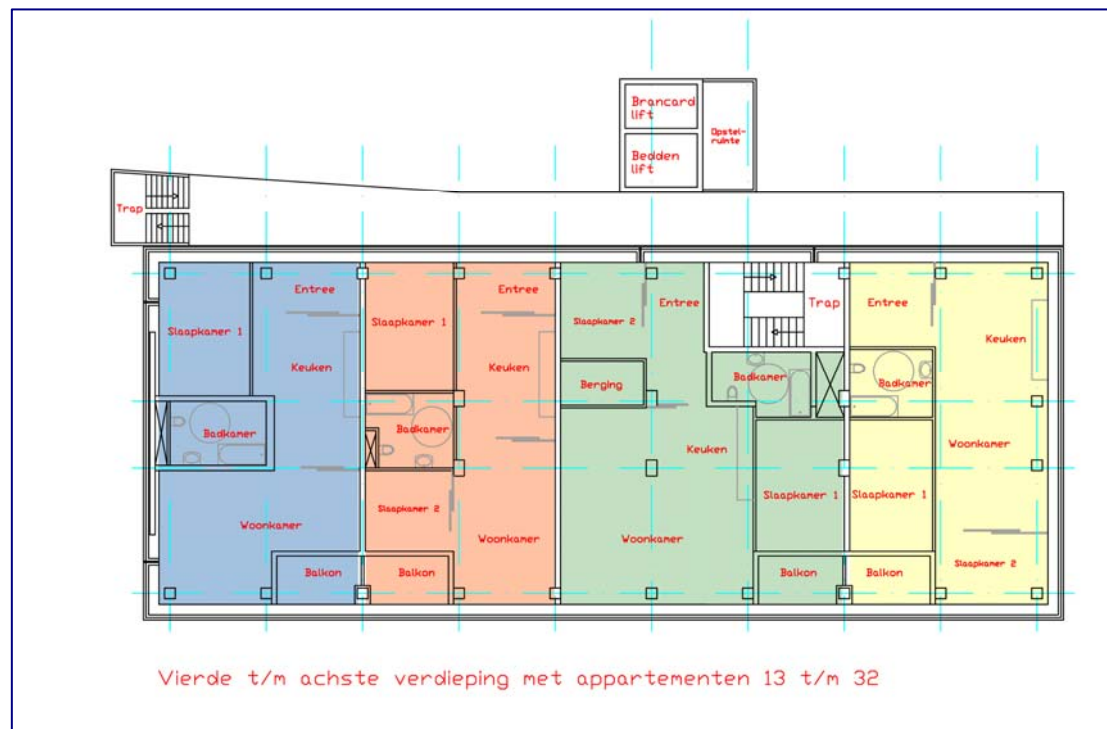 Brancard
lift
Opstel-
ruimte
Bedden
lift
Trap
Entree
Entree
Entree
Trap
Entree
Slaapkamer 1
Slaapkamer 1
Slaapkamer 2
Keuken
Keuken
Keuken
Berging
Badkamer
Badkamer
Badkamer
Badkamer
Woonkamer
Keuken
Slaapkamer 1
Slaapkamer 1
Slaapkamer 2
Woonkamer
Woonkamer
Woonkamer
Slaapkamer 2
Balkon
Balkon
Balkon
Balkon
Vierde t/m achste verdieping met appartementen 13 t/m 32